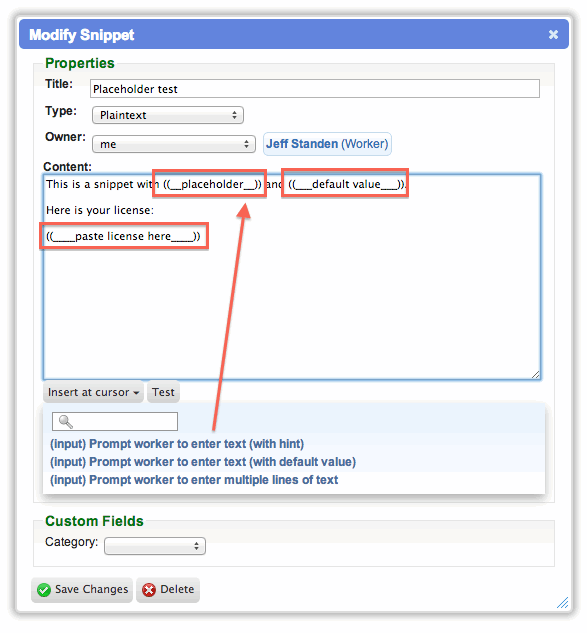 Modify Snippet
Properties
Title: Placeholder test
Type: Plaintext
Owner: me Jeff Standen (Worker)
Content:
This is a snippet with ((__placeholder__)) and ((___default value___)).
Here is your license:
((____paste license here____))
Insert at cursor Test
(input) Prompt worker to enter text (with hint)
(input) Prompt worker to enter text (with default value)
(input) Prompt worker to enter multiple lines of text
Custom Fields
Category:
Save Changes Delete